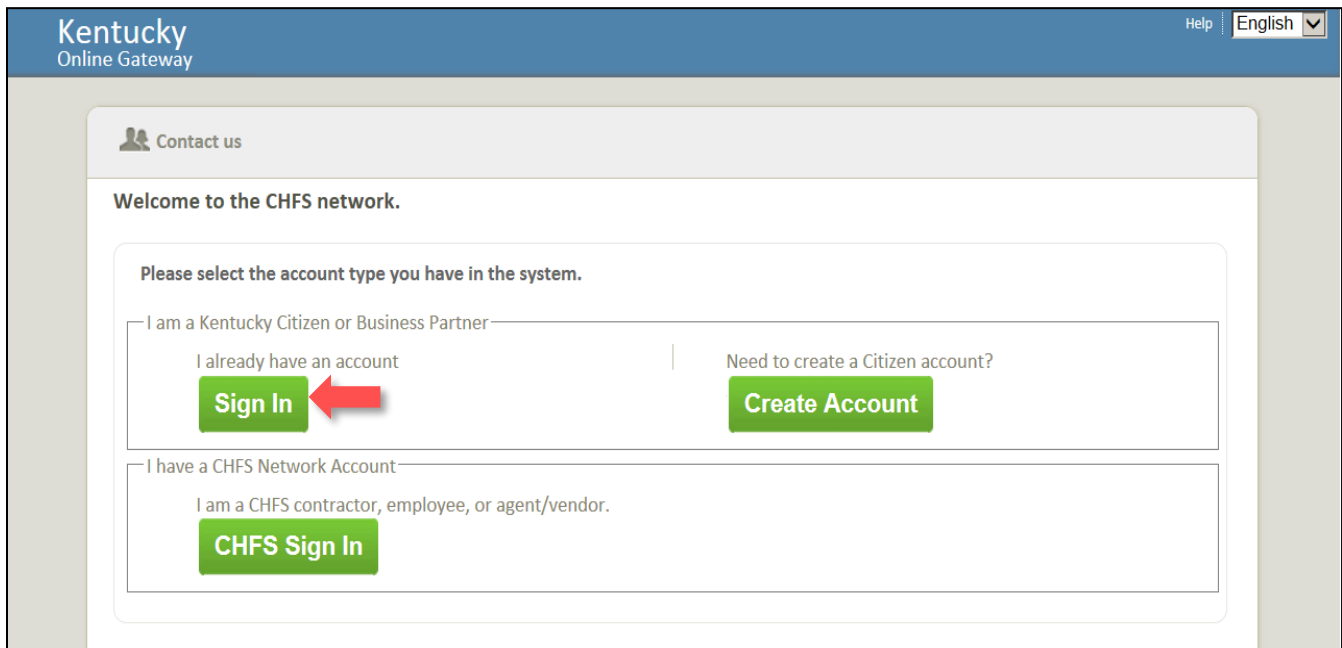 Kentucky
Online Gateway
Help
English
Contact us
Welcome to the CHFS network.
Please select the account type you have in the system.
I am a Kentucky Citizen or Business Partner
I already have an account
Need to create a Citizen account?
Sign In
Create Account
I have a CHFS Network Account
I am a CHFS contractor, employee, or agent/vendor.
CHFS Sign In